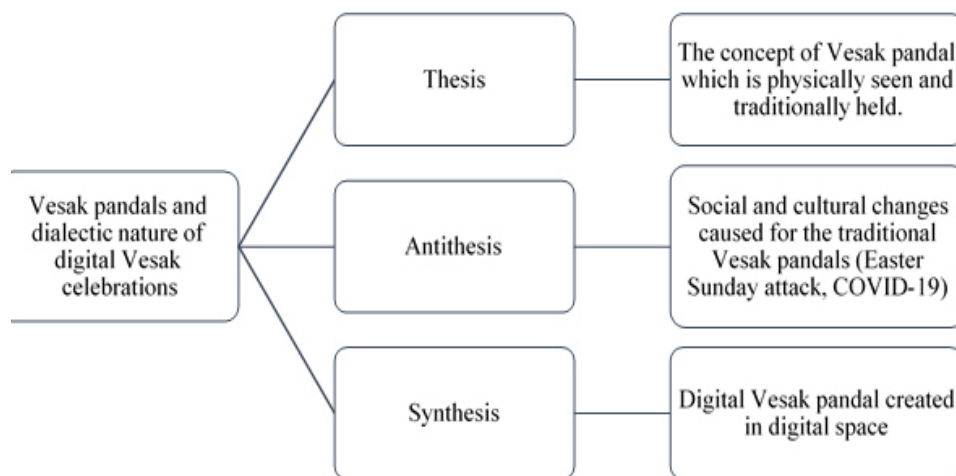 Vesak pandals and
dialectic nature of
digital Vesak
celebrations
Thesis
The concept of Vesak pandal
which is physically seen and
traditionally held.
Antithesis
Social and cultural changes
caused for the traditional
Vesak pandals (Easter
Sunday attack, COVID-19)
Synthesis
Digital Vesak pandal created
in digital space